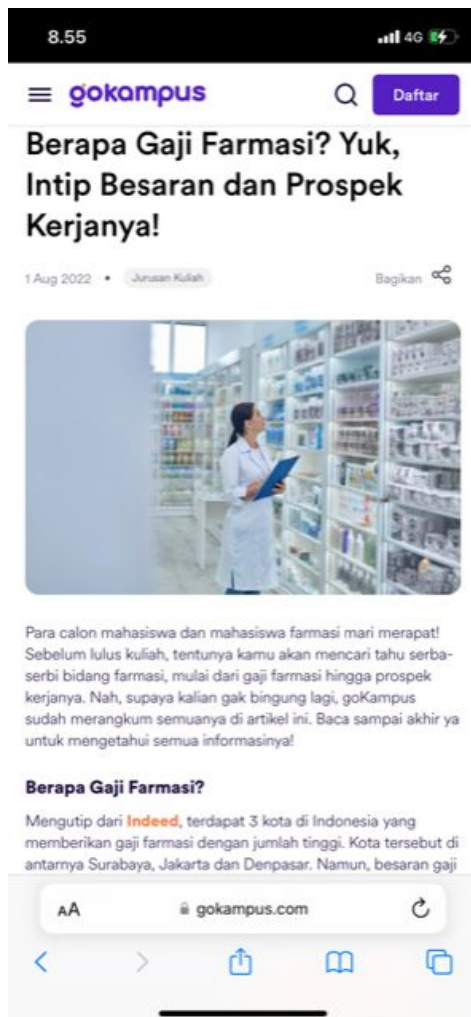 8.55
4G
gokampus
Daftar
Berapa Gaji Farmasi? Yuk,
Intip Besaran dan Prospek
Kerjanya!
1 Aug 2022 • Jurusan Kuliah
Bagikan
Para calon mahasiswa dan mahasiswa farmasi mari merapat!
Sebelum lulus kuliah, tentunya kamu akan mencari tahu serba-
serbi bidang farmasi, mulai dari gaji farmasi hingga prospek
kerjanya. Nah, supaya kalian gak bingung lagi, goKampus
sudah merangkum semuanya di artikel ini. Baca sampai akhir ya
untuk mengetahui semua informasinya!
Berapa Gaji Farmasi?
Mengutip dari Indeed, terdapat 3 kota di Indonesia yang
memberikan gaji farmasi dengan jumlah tinggi. Kota tersebut di
antarnya Surabaya, Jakarta dan Denpasar. Namun, besaran gaji
AA
gokampus.com